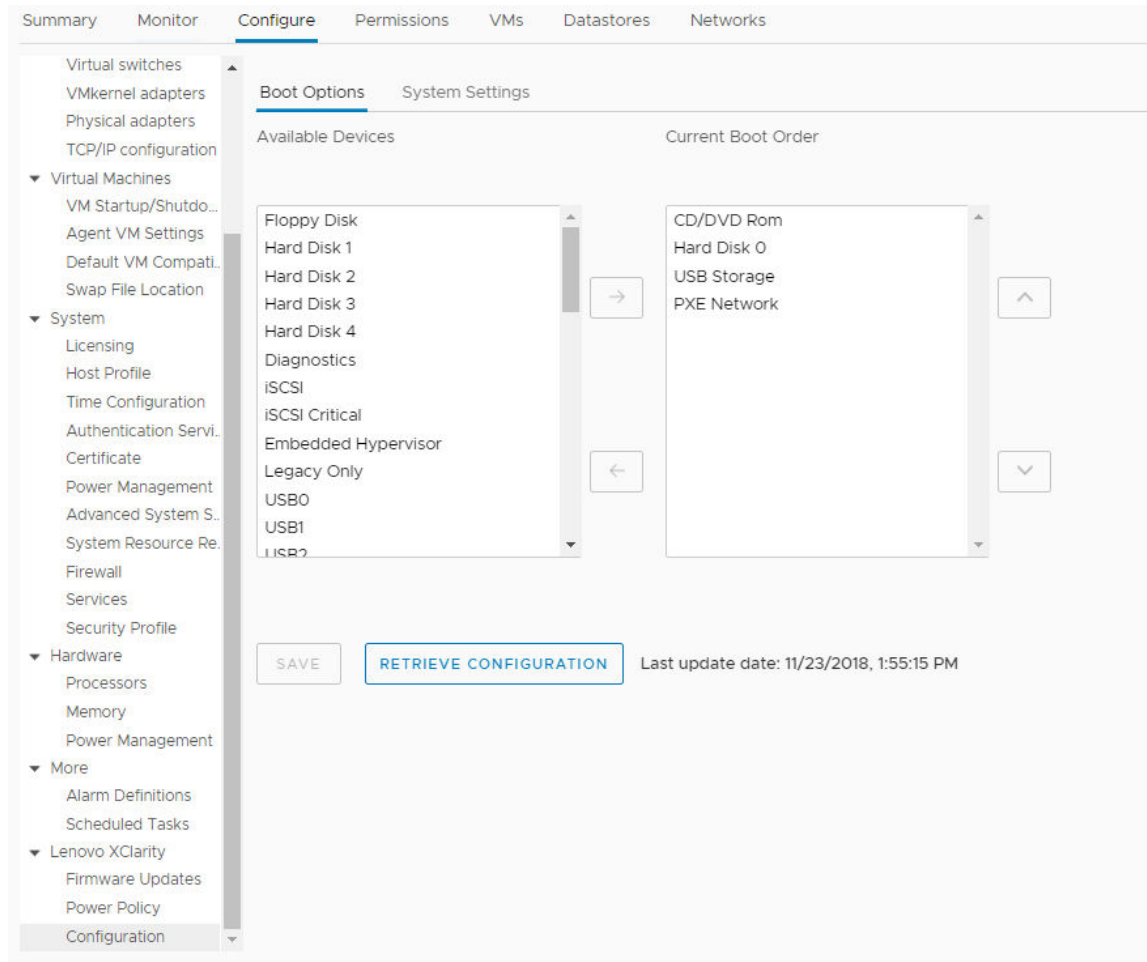 Summary Monitor Configure Permissions VMs Datastores Networks
Virtual switches
VMkernel adapters
Physical adapters
TCP/IP configuration
Virtual Machines
VM Startup/Shutdo...
Agent VM Settings
Default VM Compati..
Swap File Location
System
Licensing
Host Profile
Time Configuration
Authentication Servi..
Certificate
Power Management
Advanced System S..
System Resource Re.
Firewall
Services
Security Profile
Hardware
Processors
Memory
Power Management
More
Alarm Definitions
Scheduled Tasks
Lenovo XClarity
Firmware Updates
Power Policy
Configuration
Boot Options System Settings
Available Devices
Floppy Disk
Hard Disk 1
Hard Disk 2
Hard Disk 3
Hard Disk 4
Diagnostics
iSCSI
iSCSI Critical
Embedded Hypervisor
Legacy Only
USB0
USB1
USB2
Current Boot Order
CD/DVD Rom
Hard Disk 0
USB Storage
PXE Network
SAVE RETRIEVE CONFIGURATION Last update date: 11/23/2018, 1:55:15 PM